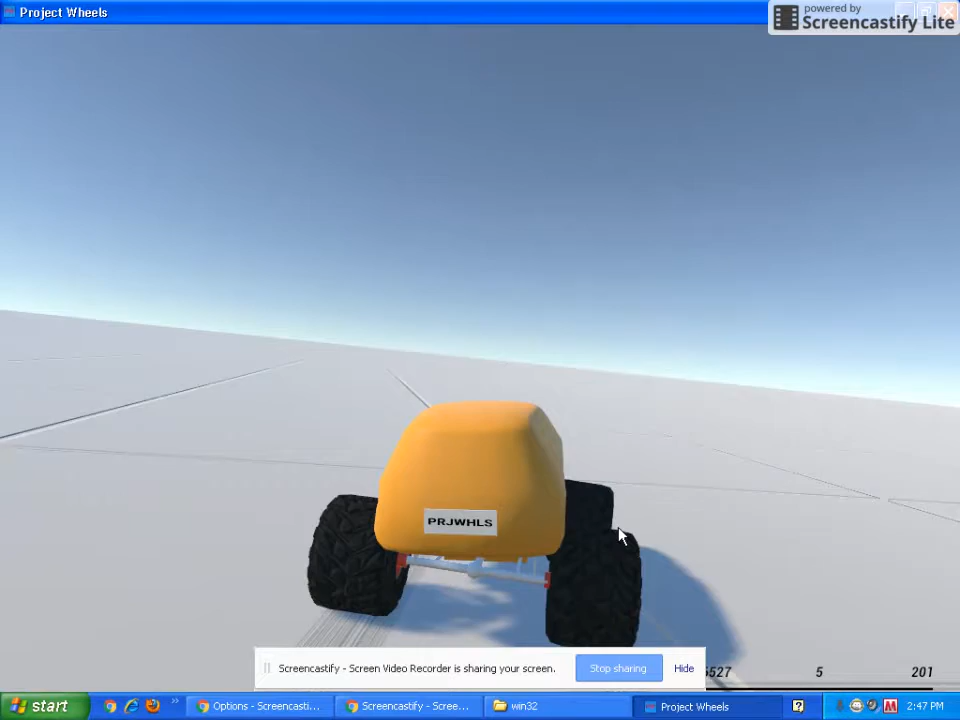 Project Wheels
powered by
Screencastify Lite
PRJWHLS
Screencastify - Screen Video Recorder is sharing your screen.
Stop sharing
Hide
5527
5
201
start
Options - Screencasti...
Screencastify - Scree...
win32
Project Wheels
2:47 PM